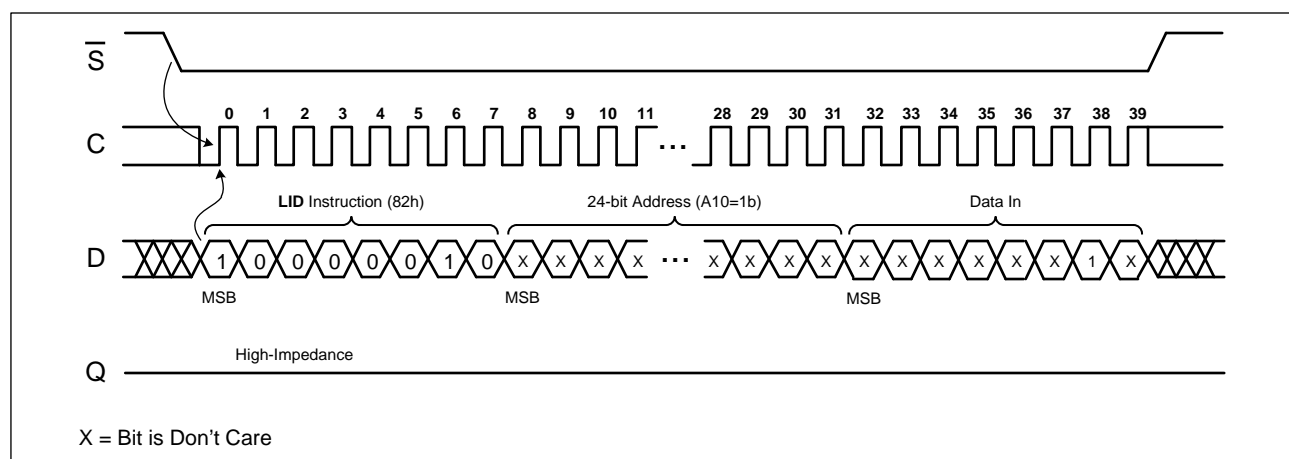 S
0 1 2 3 4 5 6 7 8 9 10 11 28 29 30 31 32 33 34 35 36 37 38 39
C ...
LID Instruction (82h) 24-bit Address (A10=1b) Data In
D 1 0 0 0 0 0 1 0 X X X X ... X X X X X X X X X X 1 X
MSB MSB MSB
High-Impedance
Q
X = Bit is Don't Care